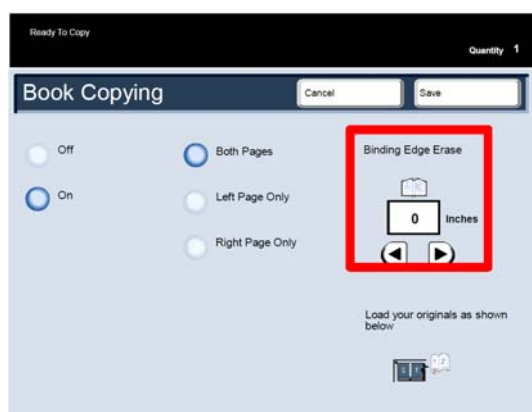 Ready To Copy
Quantity 1
Book Copying
Cancel
Save
Off
On
Both Pages
Left Page Only
Right Page Only
Binding Edge Erase
0 Inches
Load your originals as shown
below